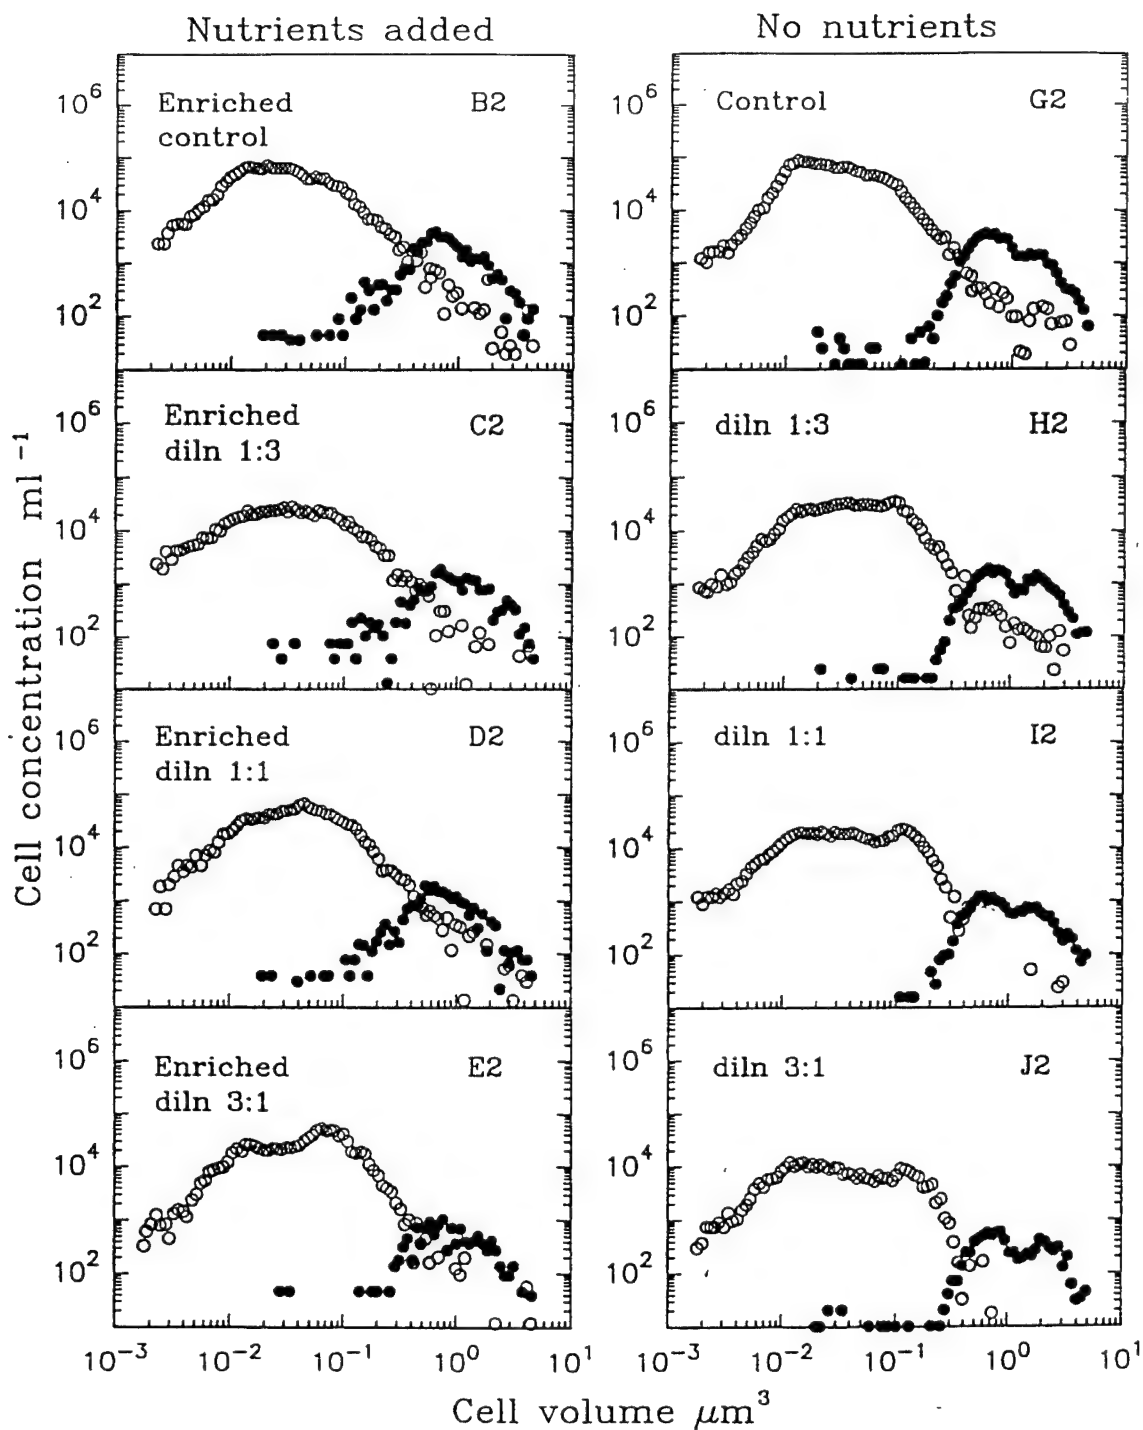 Nutrients added
No nutrients
Enriched control
B2
Control
G2
Enriched diln 1:3
C2
diln 1:3
H2
Enriched diln 1:1
D2
diln 1:1
I2
Enriched diln 3:1
E2
diln 3:1
J2
10⁶
10⁴
10²
10⁶
10⁴
10²
10⁶
10⁴
10²
10⁶
10⁴
10²
10⁶
10⁴
10²
10⁶
10⁴
10²
10⁶
10⁴
10²
10⁶
10⁴
10²
10⁻³ 10⁻² 10⁻¹ 10⁰ 10¹
10⁻³ 10⁻² 10⁻¹ 10⁰ 10¹
Cell concentration ml⁻¹
Cell volume μm³